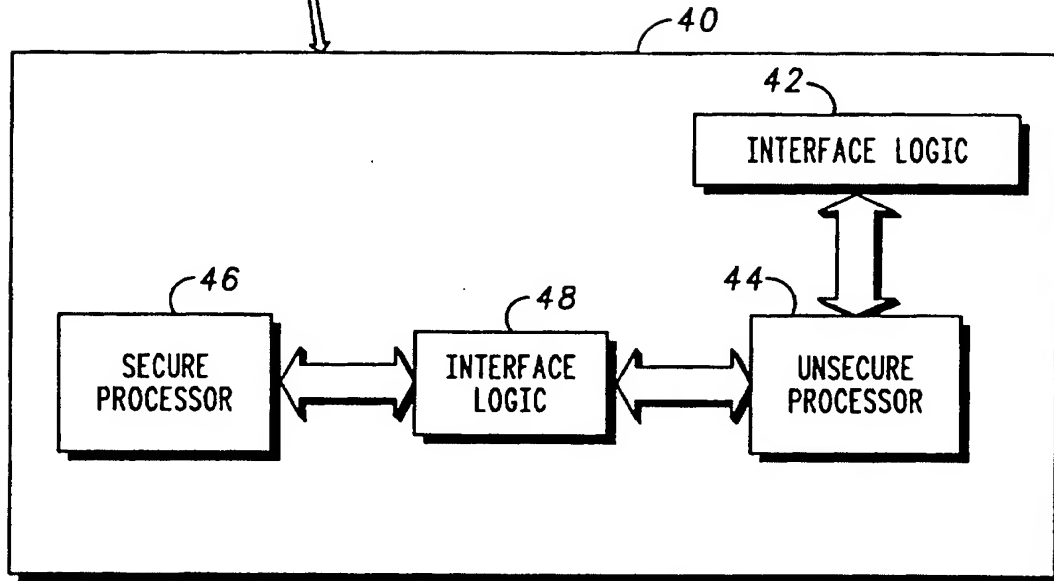 40
42
INTERFACE LOGIC
46
48
44
SECURE
PROCESSOR
INTERFACE
LOGIC
UNSECURE
PROCESSOR